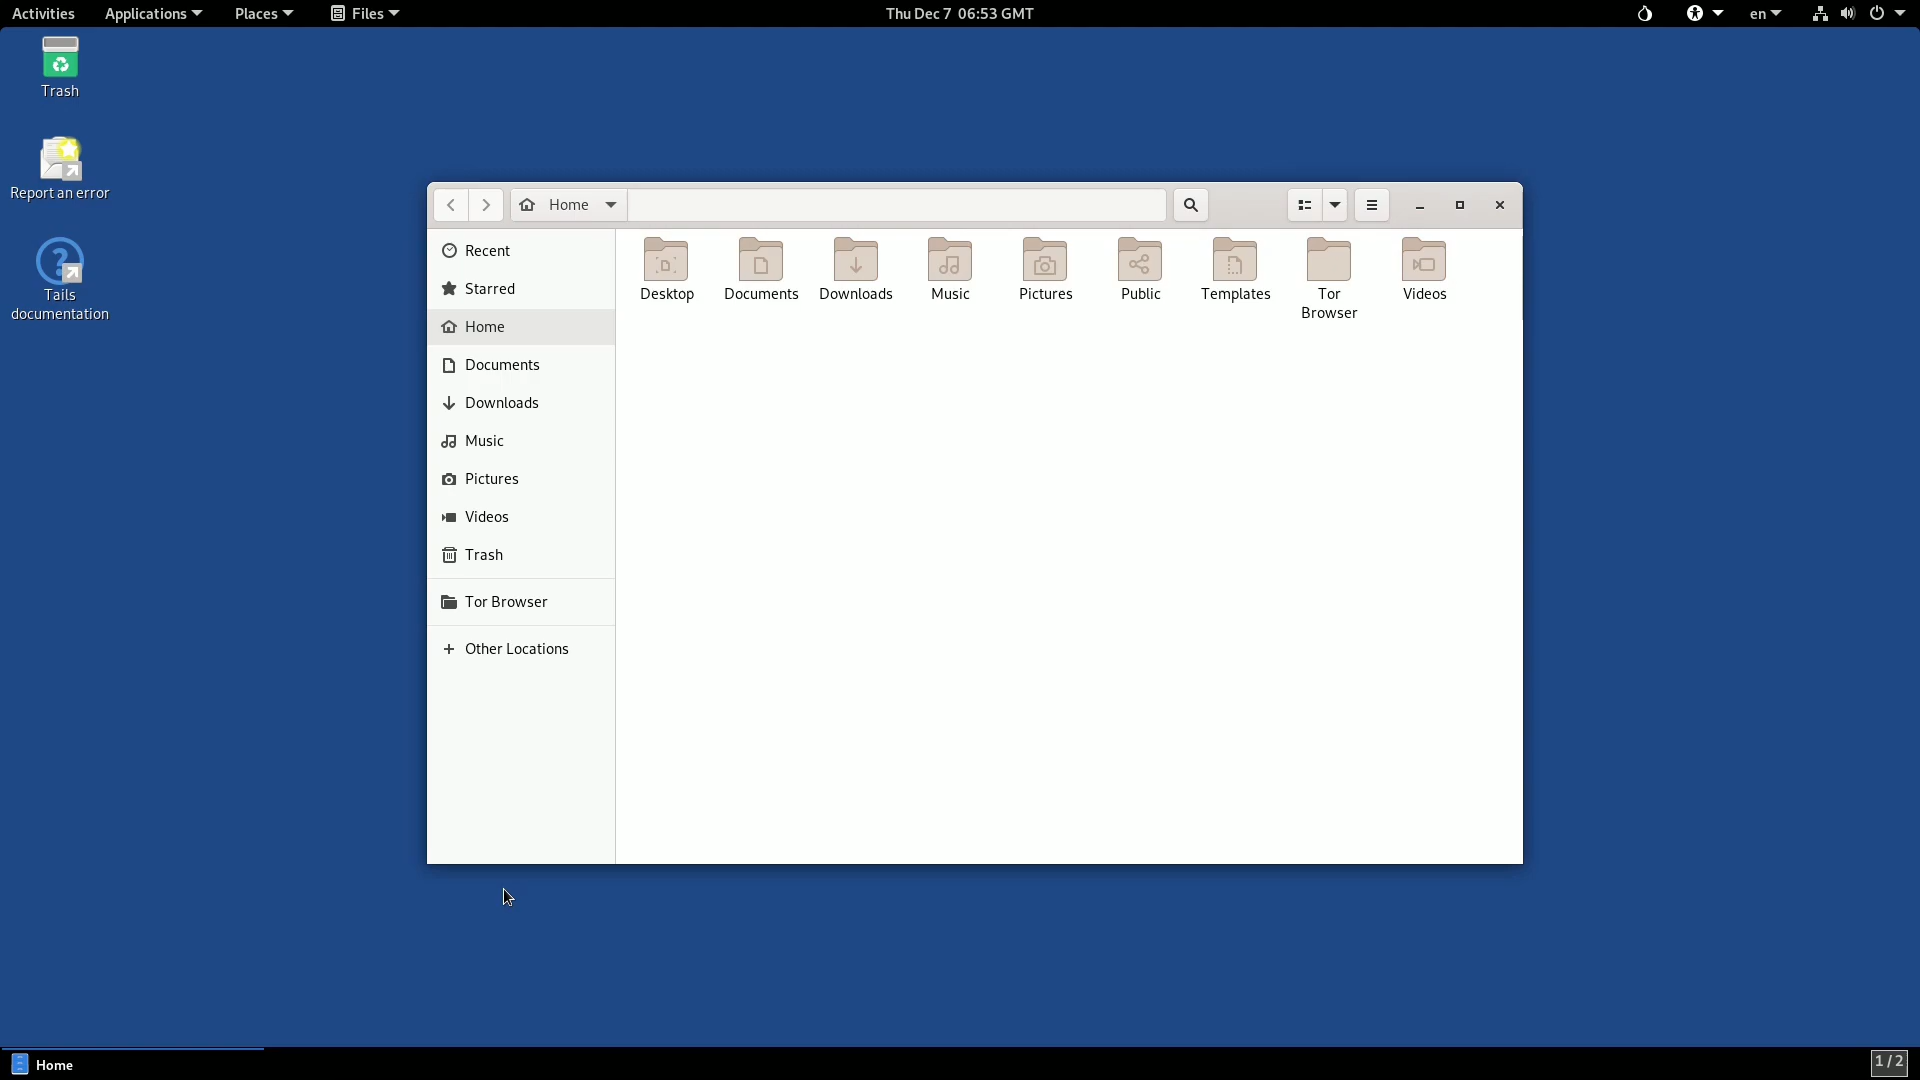 Activities Applications Places Files Thu Dec 7 06:53 GMT en
Trash
Report an error
Tails
documentation
Home
Recent
Starred
Home
Documents
Downloads
Music
Pictures
Videos
Trash
Tor Browser
Other Locations
Desktop Documents Downloads Music Pictures Public Templates Tor Videos
Browser
Home 1 / 2